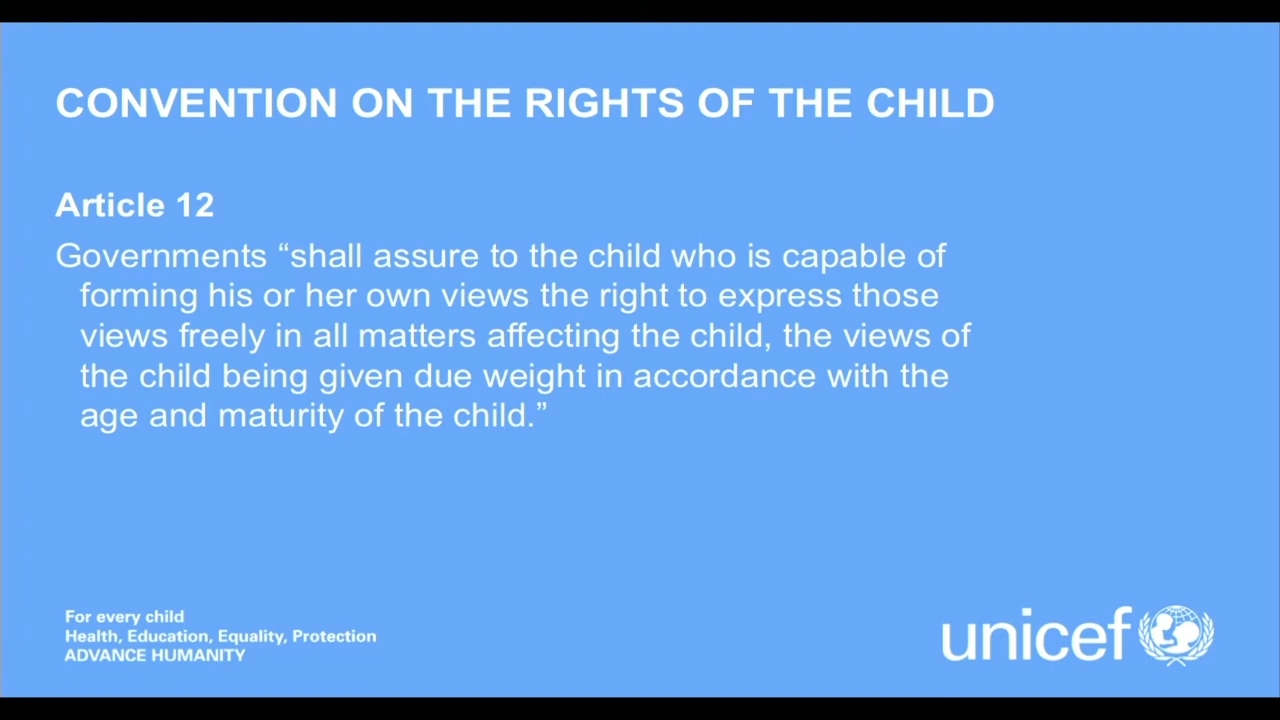 CONVENTION ON THE RIGHTS OF THE CHILD
Article 12
Governments “shall assure to the child who is capable of
forming his or her own views the right to express those
views freely in all matters affecting the child, the views of
the child being given due weight in accordance with the
age and maturity of the child.”
For every child
Health, Education, Equality, Protection
ADVANCE HUMANITY
unicef